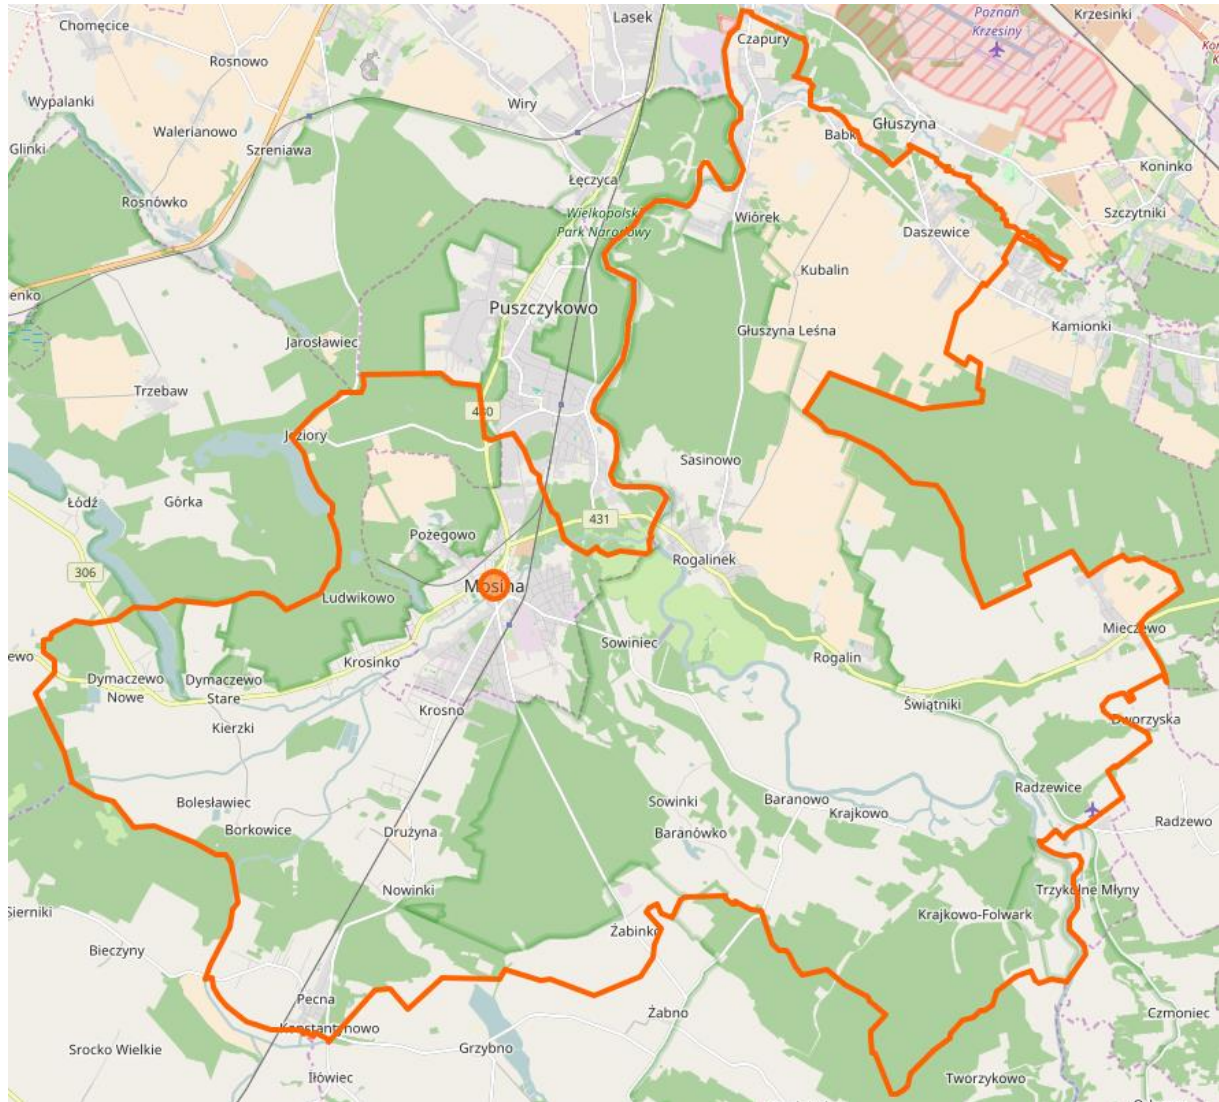 Chomęcice
Lasek
Poznań
Krzesiny
Krzesinki
Czapury
Rosnowo
Wypalanki
Wiry
Walerianowo
Głuszyna
Babki
Glinki
Szreniawa
Koninko
Łęczyca
Rosnówko
Wielkopolski
Park Narodowy
Wiórek
Szczytniki
Daszewice
Kubalin
Puszczykowo
Kamionki
Głuszyna Leśna
Jarosławiec
Trzebaw
430
Jeziory
Sasinowo
Łódź
Górka
431
Pożegowo
Rogalinek
306
Mosina
Ludwikowo
Mieczewo
Sowiniec
Krosinko
Rogalin
Dymaczewo
Nowe
Dymaczewo
Stare
Świątniki
Krosno
Dworzyska
Kierzki
Radzewice
Bolesławiec
Sowinki
Baranowo
Krajkowo
Radzewo
Borkowice
Drużyna
Baranówko
Nowinki
Trzykolne Młyny
Sierniki
Krajkowo-Folwark
Żabinko
Bieczyny
Pecna
Żabno
Czmoniec
Konstantynowo
Srocko Wielkie
Grzybno
Iłówiec
Tworzykowo